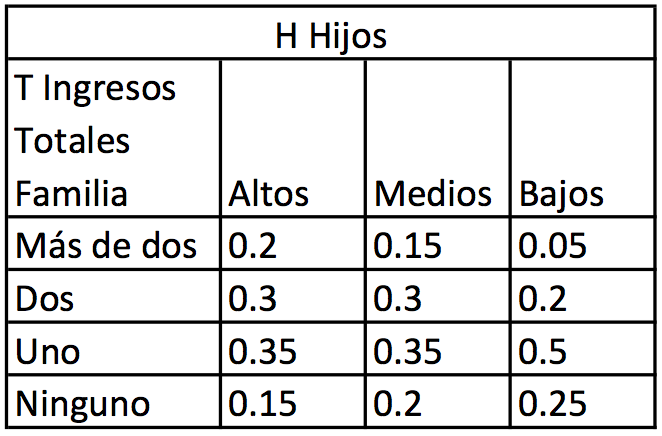 H Hijos
T Ingresos
Totales
Familia Altos Medios Bajos
Más de dos 0.2 0.15 0.05
Dos 0.3 0.3 0.2
Uno 0.35 0.35 0.5
Ninguno 0.15 0.2 0.25